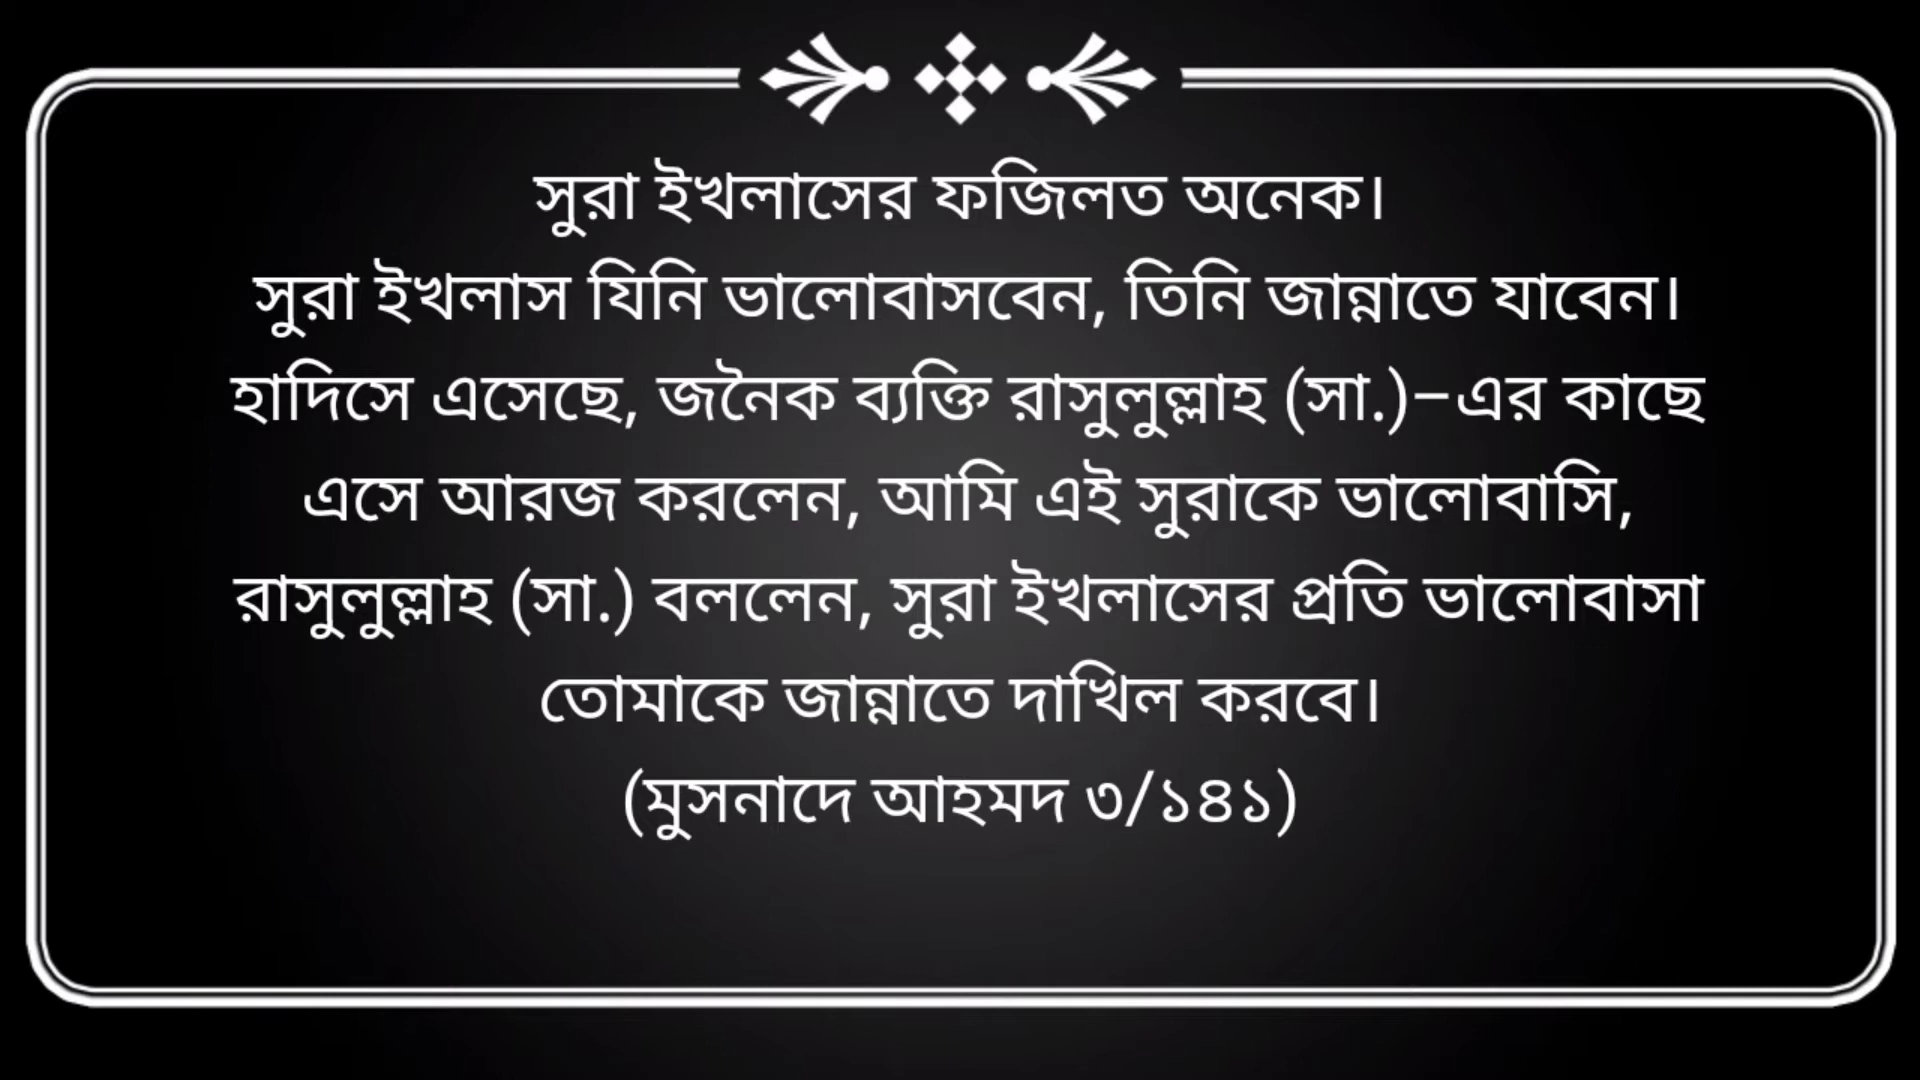 সুরা ইখলাসের ফজিলত অনেক।
সুরা ইখলাস যিনি ভালোবাসবেন, তিনি জান্নাতে যাবেন।
হাদিসে এসেছে, জনৈক ব্যক্তি রাসুলুল্লাহ (সা.)–এর কাছে
এসে আরজ করলেন, আমি এই সুরাকে ভালোবাসি,
রাসুলুল্লাহ (সা.) বললেন, সুরা ইখলাসের প্রতি ভালোবাসা
তোমাকে জান্নাতে দাখিল করবে।
(মুসনাদে আহমদ ৩/১৪১)